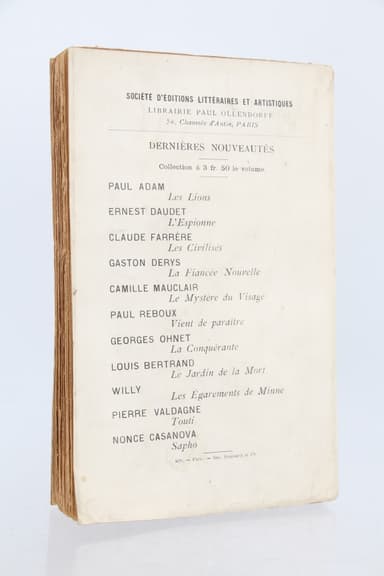 SOCIÉTÉ D'ÉDITIONS LITTÉRAIRES ET ARTISTIQUES
LIBRAIRIE PAUL OLLENDORFF
50, Chaussée d'Antin, PARIS
DERNIÈRES NOUVEAUTÉS
Collection à 3 fr. 50 le volume
PAUL ADAM
Les Lions
ERNEST DAUDET
L'Espionne
CLAUDE FARRÈRE
Les Civilisés
GASTON DERYS
La Fiancée Nouvelle
CAMILLE MAUCLAIR
Le Mystère du Visage
PAUL REBOUX
Vient de paraître
GEORGES OHNET
La Conquérante
LOUIS BERTRAND
Le Jardin de la Mort
WILLY
Les Egarements de Minne
PIERRE VALDAGNE
Touti
NONCE CASANOVA
Sapho